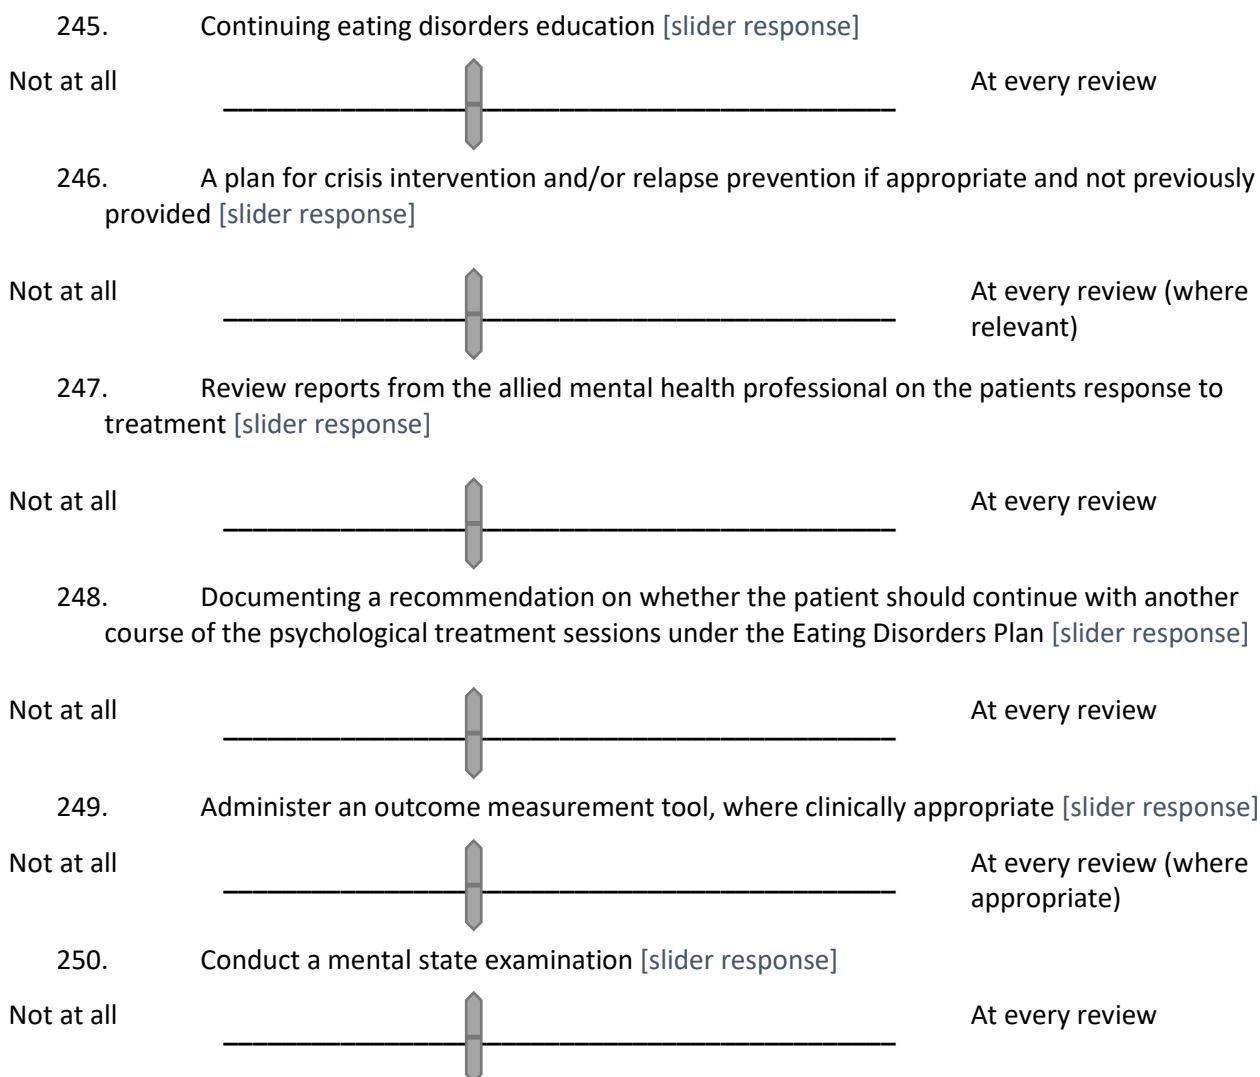 245. Continuing eating disorders education [slider response]
Not at all At every review
246. A plan for crisis intervention and/or relapse prevention if appropriate and not previously
provided [slider response]
Not at all At every review (where
relevant)
247. Review reports from the allied mental health professional on the patients response to
treatment [slider response]
Not at all At every review
248. Documenting a recommendation on whether the patient should continue with another
course of the psychological treatment sessions under the Eating Disorders Plan [slider response]
Not at all At every review
249. Administer an outcome measurement tool, where clinically appropriate [slider response]
Not at all At every review (where
appropriate)
250. Conduct a mental state examination [slider response]
Not at all At every review